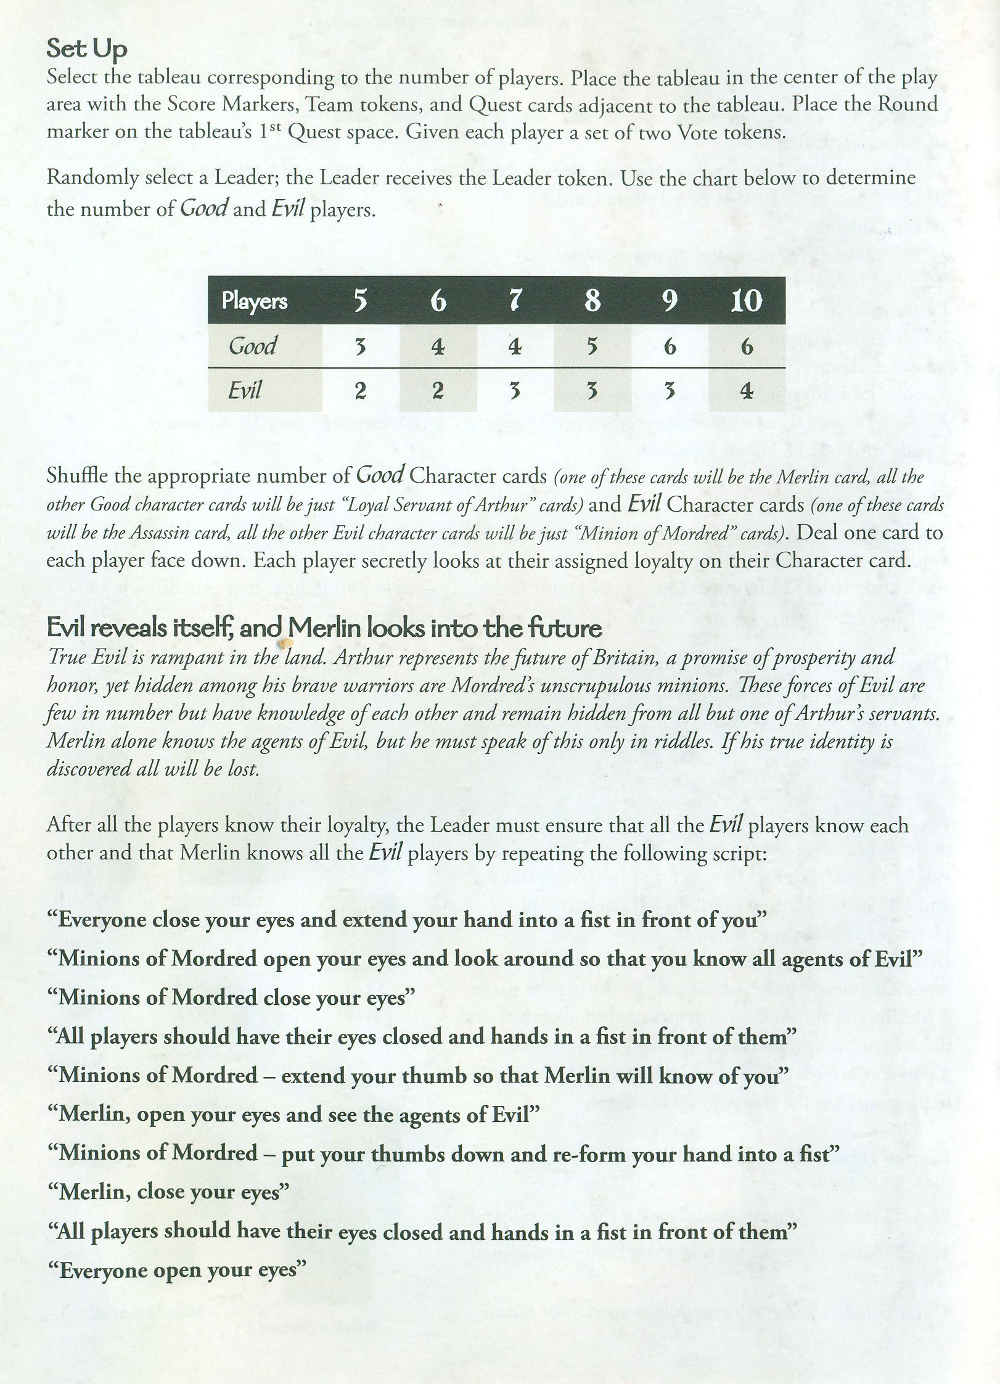 Set Up
Select the tableau corresponding to the number of players. Place the tableau in the center of the play
area with the Score Markers, Team tokens, and Quest cards adjacent to the tableau. Place the Round
marker on the tableau's 1st Quest space. Given each player a set of two Vote tokens.
Randomly select a Leader; the Leader receives the Leader token. Use the chart below to determine
the number of Good and Evil players.
Players 5 6 7 8 9 10
Good 3 4 4 5 6 6
Evil 2 2 3 3 3 4
Shuffle the appropriate number of Good Character cards (one of these cards will be the Merlin card, all the
other Good character cards will be just “Loyal Servant of Arthur” cards) and Evil Character cards (one of these cards
will be the Assassin card, all the other Evil character cards will be just “Minion of Mordred” cards). Deal one card to
each player face down. Each player secretly looks at their assigned loyalty on their Character card.
Evil reveals itself, and Merlin looks into the future
True Evil is rampant in the land. Arthur represents the future of Britain, a promise of prosperity and
honor, yet hidden among his brave warriors are Mordred's unscrupulous minions. These forces of Evil are
few in number but have knowledge of each other and remain hidden from all but one of Arthur's servants.
Merlin alone knows the agents of Evil, but he must speak of this only in riddles. If his true identity is
discovered all will be lost.
After all the players know their loyalty, the Leader must ensure that all the Evil players know each
other and that Merlin knows all the Evil players by repeating the following script:
“Everyone close your eyes and extend your hand into a fist in front of you”
“Minions of Mordred open your eyes and look around so that you know all agents of Evil”
“Minions of Mordred close your eyes”
“All players should have their eyes closed and hands in a fist in front of them”
“Minions of Mordred – extend your thumb so that Merlin will know of you”
“Merlin, open your eyes and see the agents of Evil”
“Minions of Mordred – put your thumbs down and re-form your hand into a fist”
“Merlin, close your eyes”
“All players should have their eyes closed and hands in a fist in front of them”
“Everyone open your eyes”